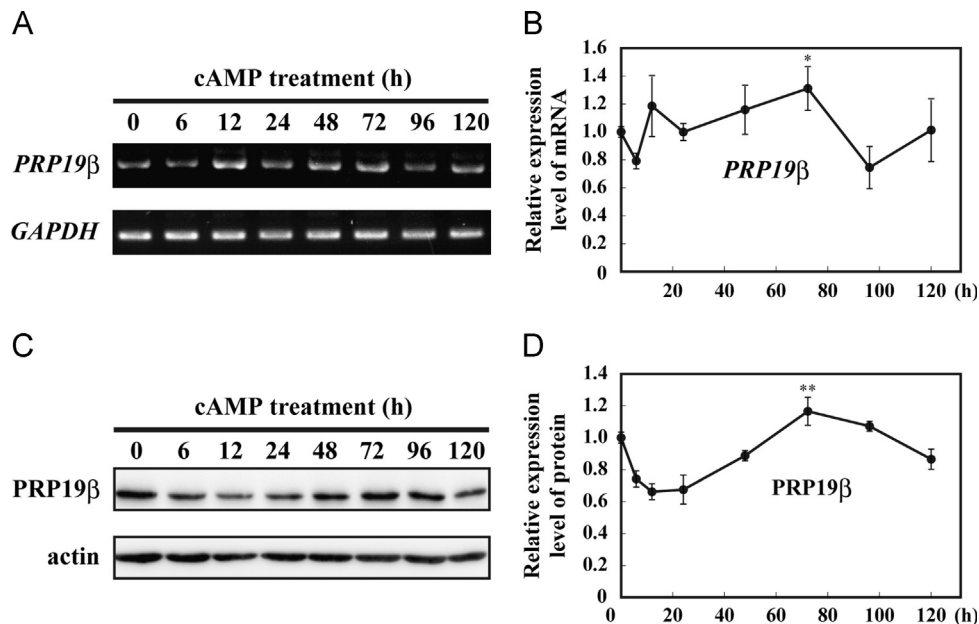 A
cAMP treatment (h)
0 6 12 24 48 72 96 120
PRP19β
GAPDH
B
Relative expression
level of mRNA
1.6
1.4
1.2
1.0
0.8
0.6
0.4
0.2
0
*
PRP19β
20 40 60 80 100 120 (h)
C
cAMP treatment (h)
0 6 12 24 48 72 96 120
PRP19β
actin
D
Relative expression
level of protein
1.4
1.2
1.0
0.8
0.6
0.4
0.2
**
PRP19β
0 20 40 60 80 100 120 (h)